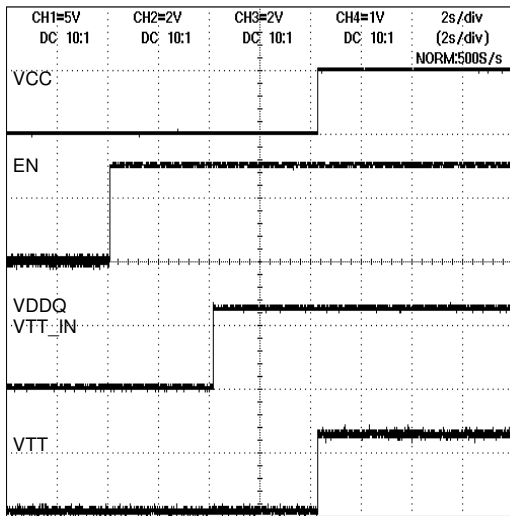 CH1=5V CH2=2V CH3=2V CH4=1V 2s/div
DC 10:1 DC 10:1 DC 10:1 DC 10:1 (2s/div)
NORM:500S/s
VCC
EN
VDDQ
VTT_IN
VTT